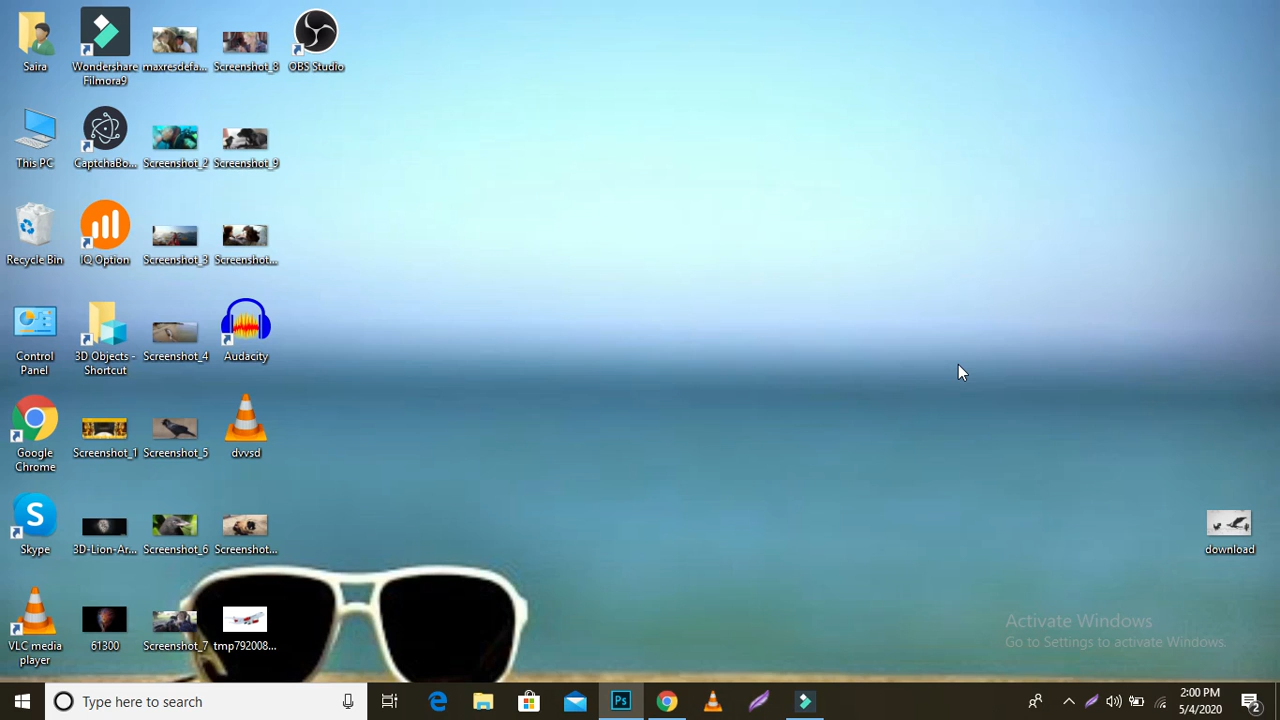 Saira
Wondershare
Filmora9
maxresdefa...
Screenshot_8
OBS Studio
This PC
CaptchaBo...
Screenshot_2
Screenshot_9
Recycle Bin
IQ Option
Screenshot_3
Screenshot...
Control
Panel
3D Objects -
Shortcut
Screenshot_4
Audacity
Google
Chrome
Screenshot_1
Screenshot_5
dvvsd
Skype
3D-Lion-Ar...
Screenshot_6
Screenshot...
download
VLC media
player
61300
Screenshot_7
tmp792008...
Activate Windows
Go to Settings to activate Windows.
Type here to search
Ps
2:00 PM
5/4/2020
2